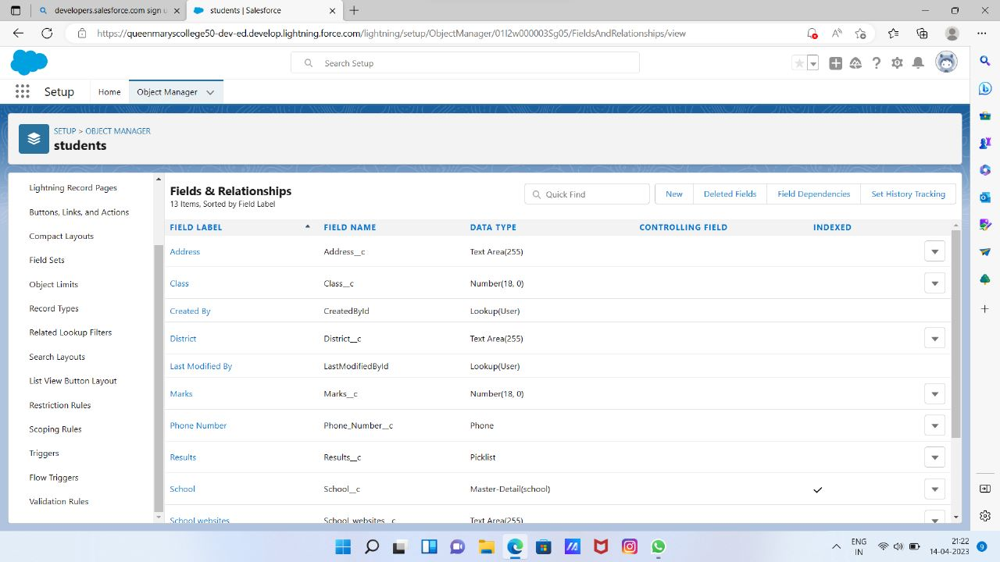 developers.salesforce.com sign u
students | Salesforce
https://queenmaryscollege50-dev-ed.develop.lightning.force.com/lightning/setup/ObjectManager/01I2w000003Sg05/FieldsAndRelationships/view
Search Setup
Setup
Home
Object Manager
SETUP > OBJECT MANAGER
students
Lightning Record Pages
Buttons, Links, and Actions
Compact Layouts
Field Sets
Object Limits
Record Types
Related Lookup Filters
Search Layouts
List View Button Layout
Restriction Rules
Scoping Rules
Triggers
Flow Triggers
Validation Rules
Fields & Relationships
13 Items, Sorted by Field Label
Quick Find
New
Deleted Fields
Field Dependencies
Set History Tracking
FIELD LABEL FIELD NAME DATA TYPE CONTROLLING FIELD INDEXED
Address Address__c Text Area(255)
Class Class__c Number(18, 0)
Created By CreatedById Lookup(User)
District District__c Text Area(255)
Last Modified By LastModifiedById Lookup(User)
Marks Marks__c Number(18, 0)
Phone Number Phone_Number__c Phone
Results Results__c Picklist
School School__c Master-Detail(school)
School websites School_websites__c Text Area(255)
ENG
IN
21:22
14-04-2023
9